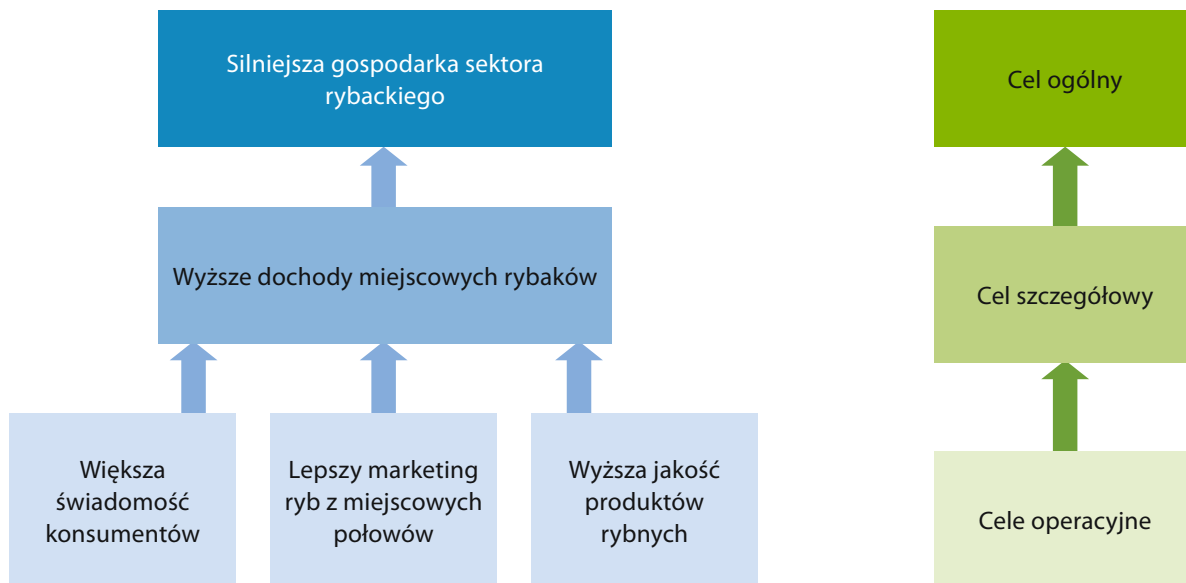 Silniejsza gospodarka sektora
rybackiego
Cel ogólny
Wyższe dochody miejscowych rybaków
Cel szczegółowy
Większa
świadomość
konsumentów
Lepszy marketing
ryb z miejscowych
połowów
Wyższa jakość
produktów
rybnych
Cele operacyjne